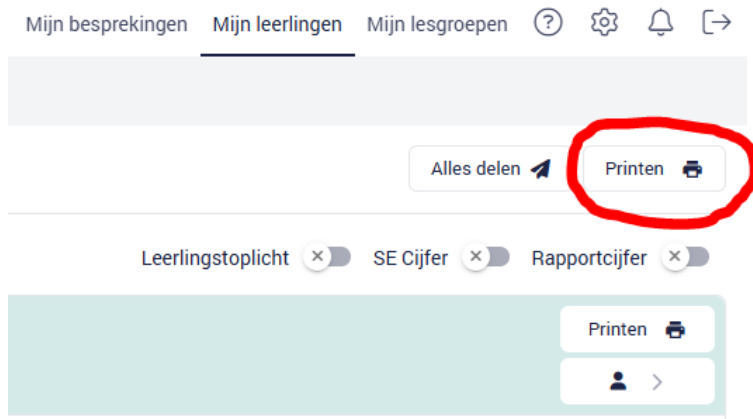 Mijn besprekingen Mijn leerlingen Mijn lesgroepen
Alles delen Printen
Leerlingstoplicht SE Cijfer Rapportcijfer
Printen